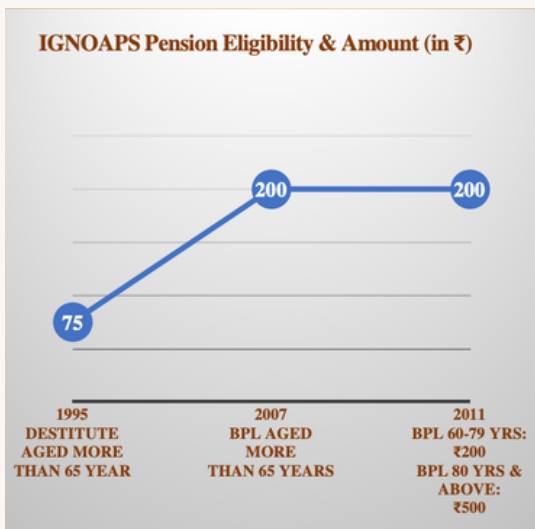 IGNOAPS Pension Eligibility & Amount (in ₹)
200
200
75
1995
DESTITUTE
AGED MORE
THAN 65 YEAR
2007
BPL AGED
MORE
THAN 65 YEARS
2011
BPL 60-79 YRS:
₹200
BPL 80 YRS &
ABOVE:
₹500